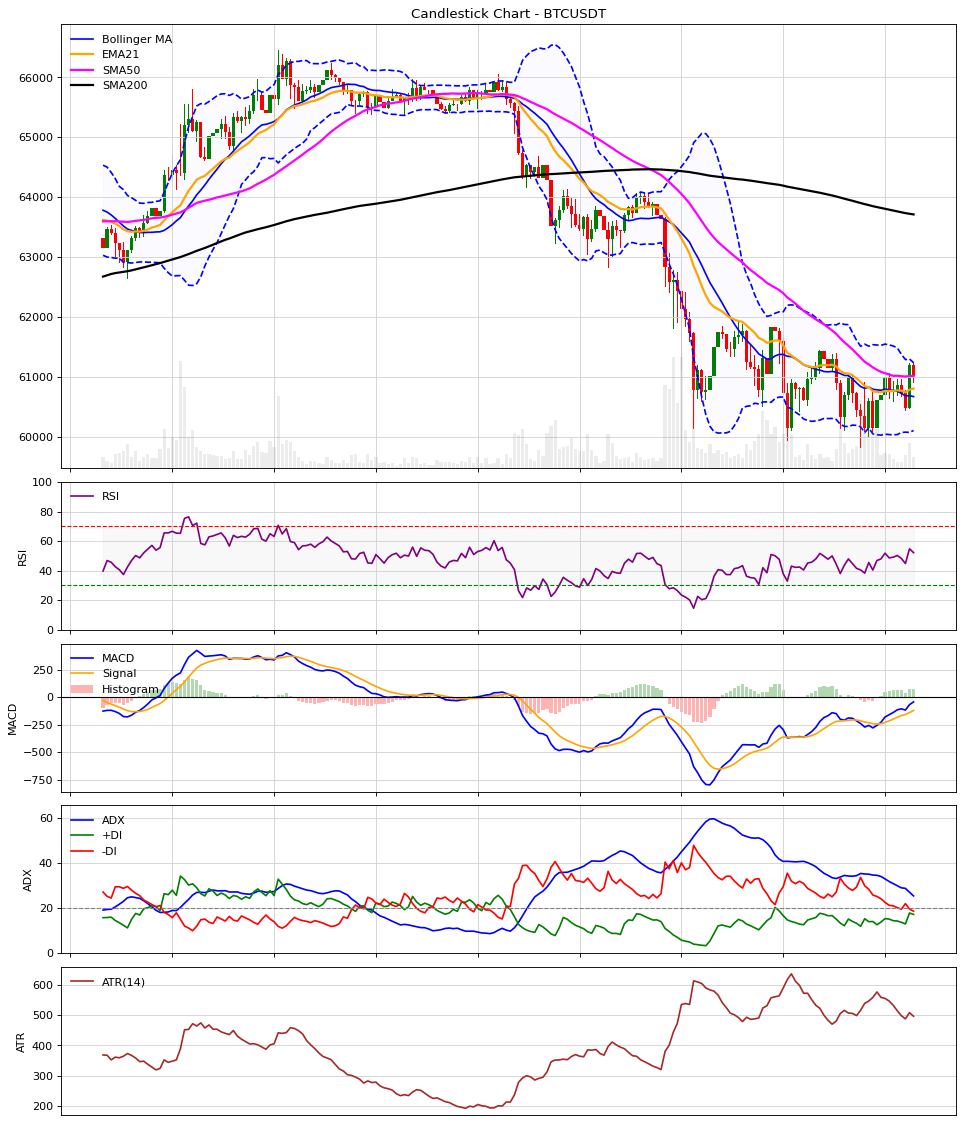 Candlestick Chart - BTCUSDT
Bollinger MA
EMA21
SMA50
SMA200
66000
65000
64000
63000
62000
61000
60000
RSI
100
80
60
40
20
0
RSI
MACD
Signal
Histogram
250
0
−250
−500
−750
MACD
ADX
+DI
-DI
60
40
20
0
ADX
ATR(14)
600
500
400
300
200
ATR